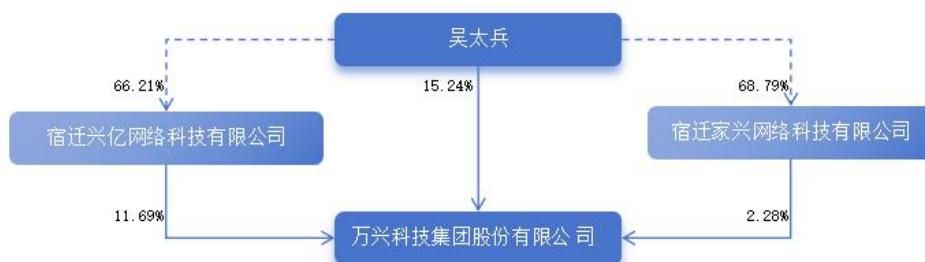 吴太兵
66.21%
15.24%
68.79%
宿迁兴亿网络科技有限公司
宿迁家兴网络科技有限公司
11.69%
2.28%
万兴科技集团股份有限公司